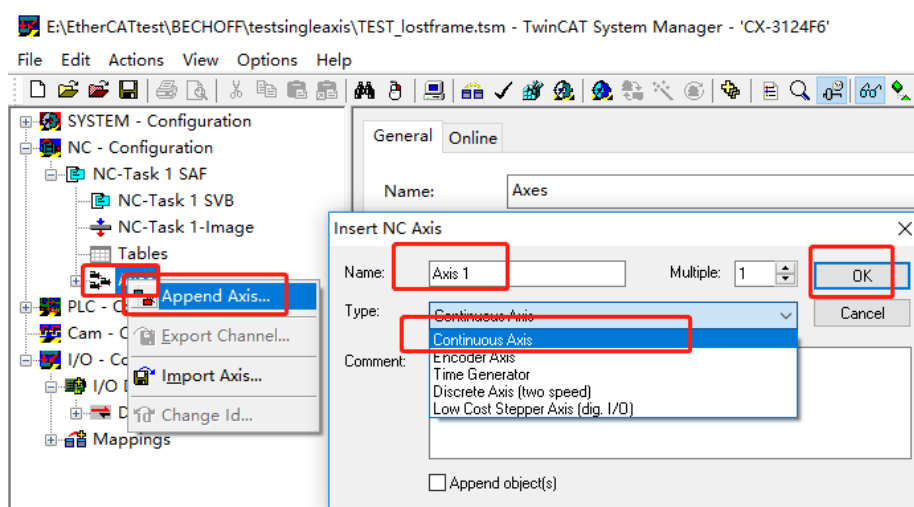 E:\EtherCATtest\BECHOFF\testsingleaxis\TEST_lostframe.tsm - TwinCAT System Manager - 'CX-3124F6'
File Edit Actions View Options Help
SYSTEM - Configuration
NC - Configuration
NC-Task 1 SAF
NC-Task 1 SVB
NC-Task 1-Image
Tables
PLC - C
Cam - C
I/O - Co
I/O D
D
Mappings
Append Axis...
Export Channel...
Import Axis...
Change Id...
General Online
Name: Axes
Insert NC Axis
Name: Axis 1 Multiple: 1 OK
Type: Continuous Axis Cancel
Continuous Axis
Encoder Axis
Time Generator
Discrete Axis (two speed)
Low Cost Stepper Axis (dig. I/O)
Comment:
Append object(s)